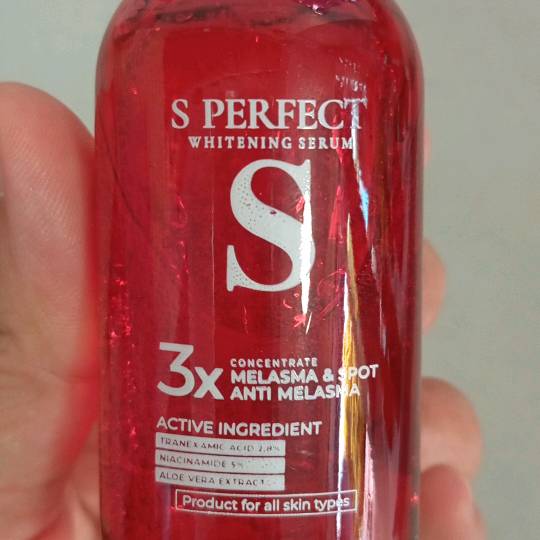 S PERFECT
WHITENING SERUM
S
3x
CONCENTRATE
MELASMA & SPOT
ANTI MELASMA
ACTIVE INGREDIENT
TRANEXAMIC ACID 2.8%
NIACINAMIDE 5%
ALOE VERA EXTRACT
Product for all skin types